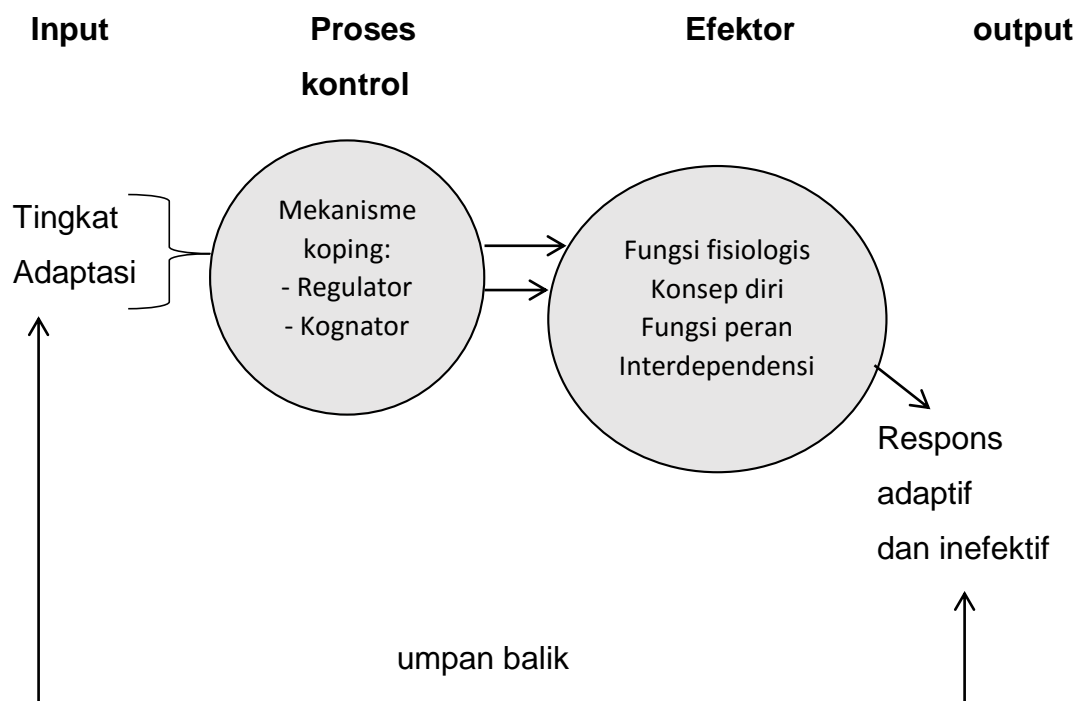 Input
Proses
kontrol
Efektor
output
Tingkat
Adaptasi
Mekanisme
koping:
- Regulator
- Kognator
Fungsi fisiologis
Konsep diri
Fungsi peran
Interdependensi
Respons
adaptif
dan inefektif
umpan balik